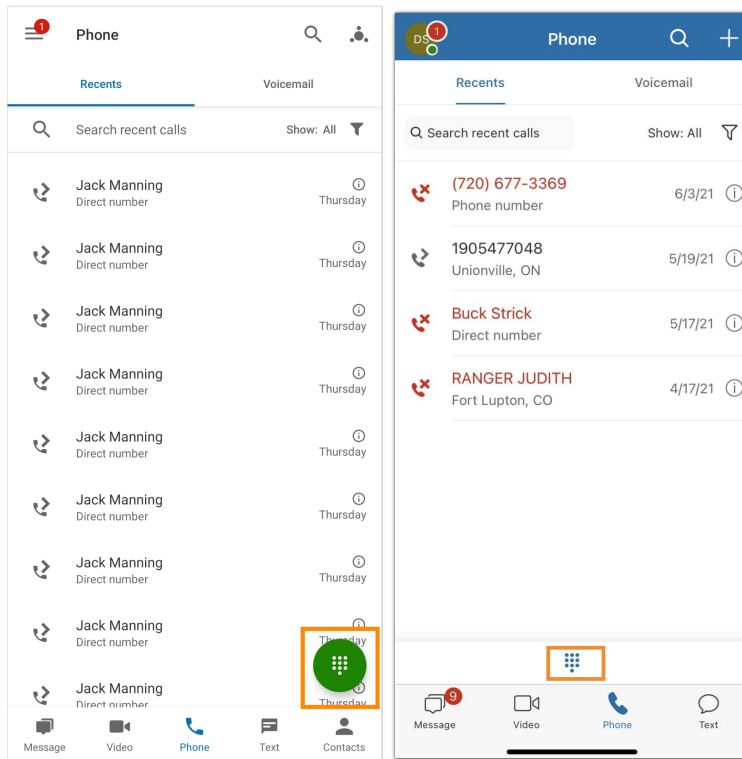 1
Phone
Recents
Voicemail
Search recent calls
Show: All
Jack Manning
Direct number
Thursday
Jack Manning
Direct number
Thursday
Jack Manning
Direct number
Thursday
Jack Manning
Direct number
Thursday
Jack Manning
Direct number
Thursday
Jack Manning
Direct number
Thursday
Jack Manning
Direct number
Thursday
Jack Manning
Direct number
Thursday
Jack Manning
Direct number
Thursday
Message
Video
Phone
Text
Contacts
DS
1
Phone
Recents
Voicemail
Search recent calls
Show: All
(720) 677-3369
Phone number
6/3/21
1905477048
Unionville, ON
5/19/21
Buck Strick
Direct number
5/17/21
RANGER JUDITH
Fort Lupton, CO
4/17/21
9
Message
Video
Phone
Text